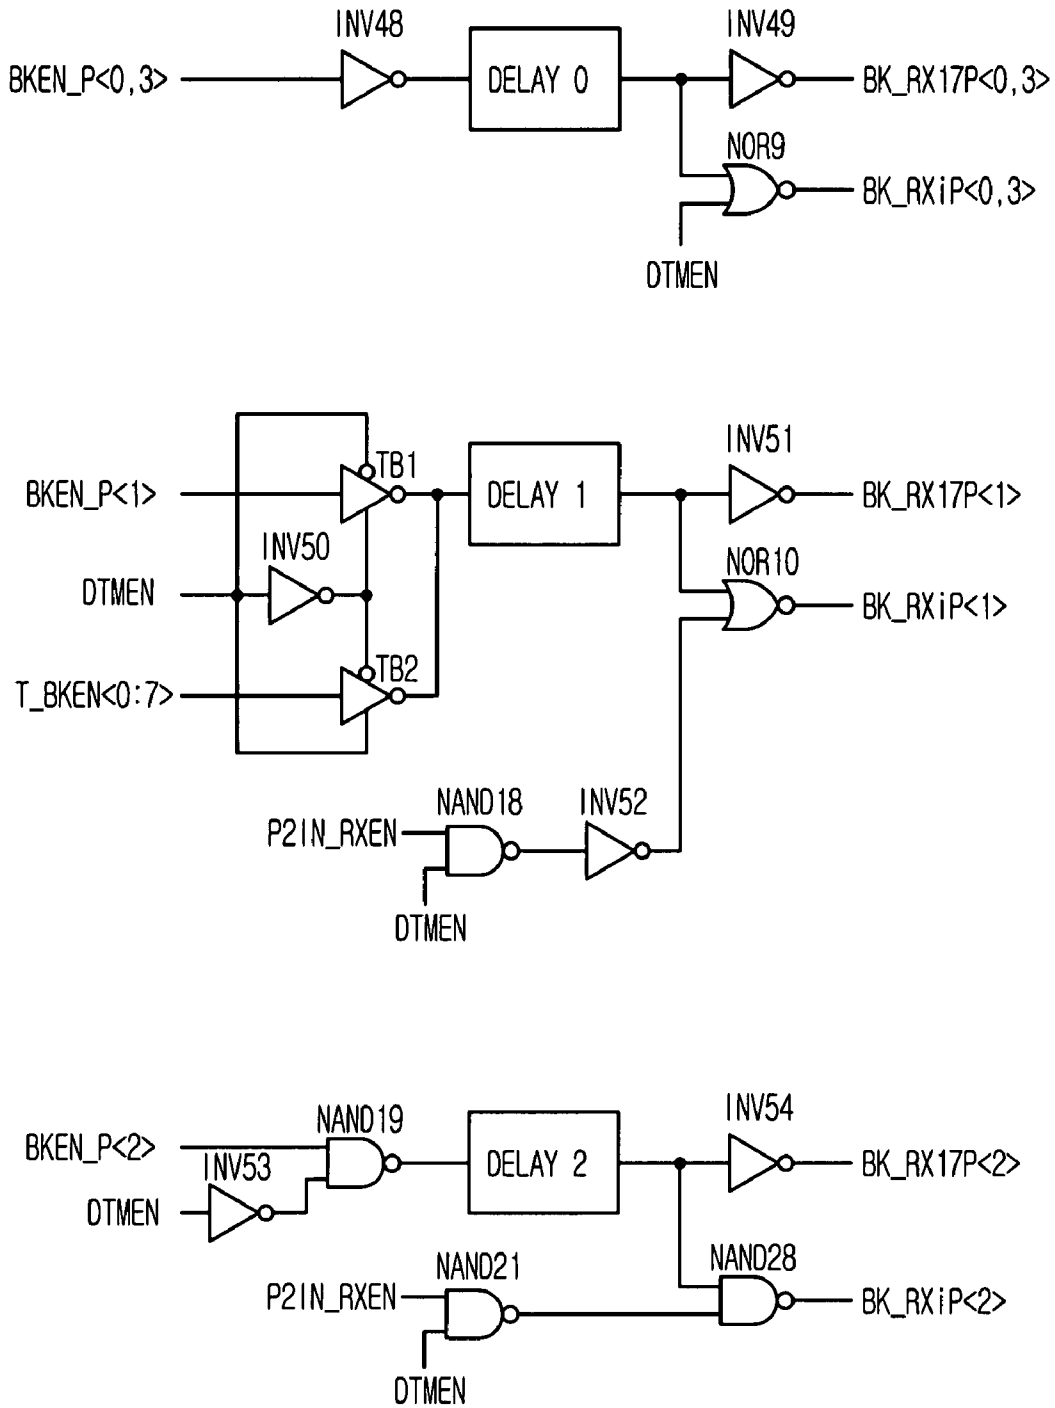 INV48
INV49
BKEN_P<0,3>
DELAY 0
BK_RX17P<0,3>
NOR9
BK_RXiP<0,3>
DTMEN
INV51
TB1
BKEN_P<1>
DELAY 1
BK_RX17P<1>
INV50
NOR10
DTMEN
BK_RXiP<1>
TB2
T_BKEN<0:7>
NAND18
INV52
P2IN_RXEN
DTMEN
INV54
NAND19
BKEN_P<2>
INV53
DELAY 2
BK_RX17P<2>
DTMEN
NAND21
NAND28
P2IN_RXEN
BK_RXiP<2>
DTMEN